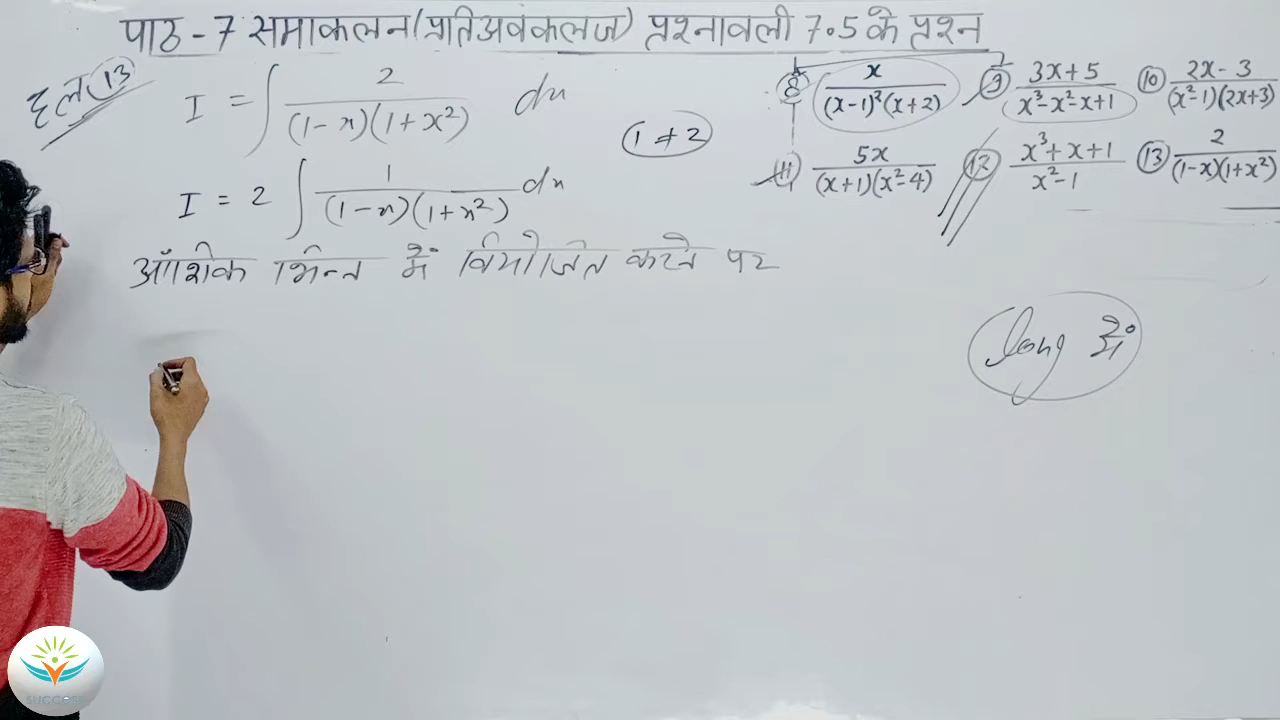 पाठ - 7 समाकलन (प्रतिअवकलज) प्रश्नावली 7.5 के प्रश्न
हल (13)
I = ∫ 2/((1-x)(1+x²)) dx
(1+2)
I = 2 ∫ 1/((1-x)(1+x²)) dx
आंशिक भिन्न में वियोजित करने पर
(8) x/((x-1)²(x+2)) (9) 3x+5/(x³-x²-x+1) (10) 2x-3/((x²-1)(2x+3))
(11) 5x/((x+1)(x²-4)) (12) x³+x+1/(x²-1) (13) 2/((1-x)(1+x²))
long में
SUCCESS